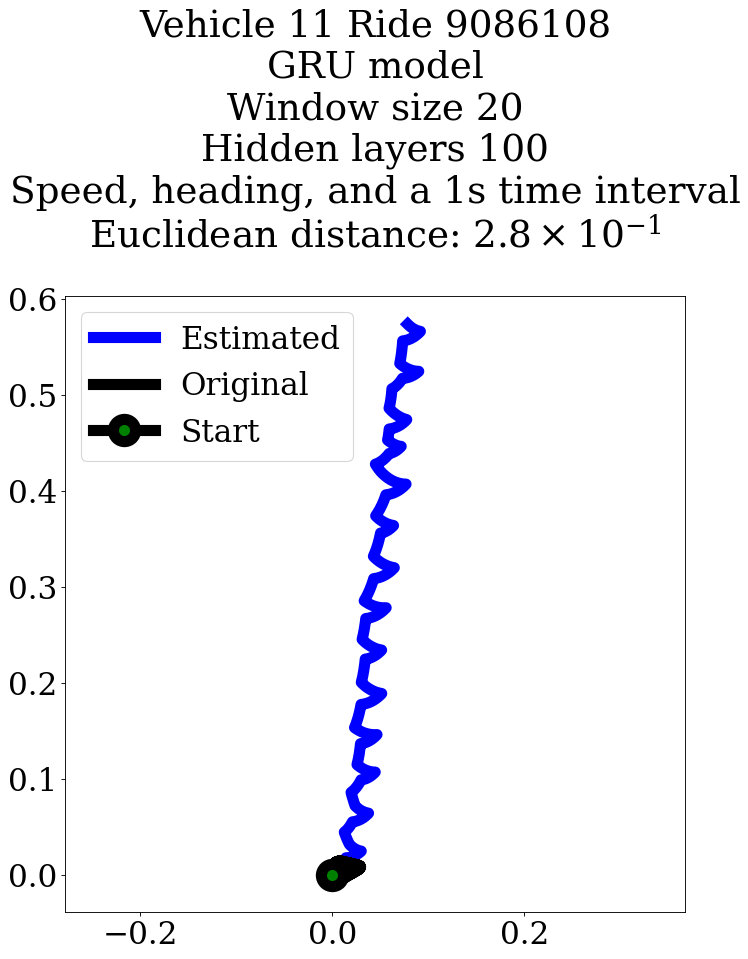 Vehicle 11 Ride 9086108
GRU model
Window size 20
Hidden layers 100
Speed, heading, and a 1s time interval
Euclidean distance: 2.8 × 10⁻¹
0.6
0.5
0.4
0.3
0.2
0.1
0.0
Estimated
Original
Start
−0.2
0.0
0.2